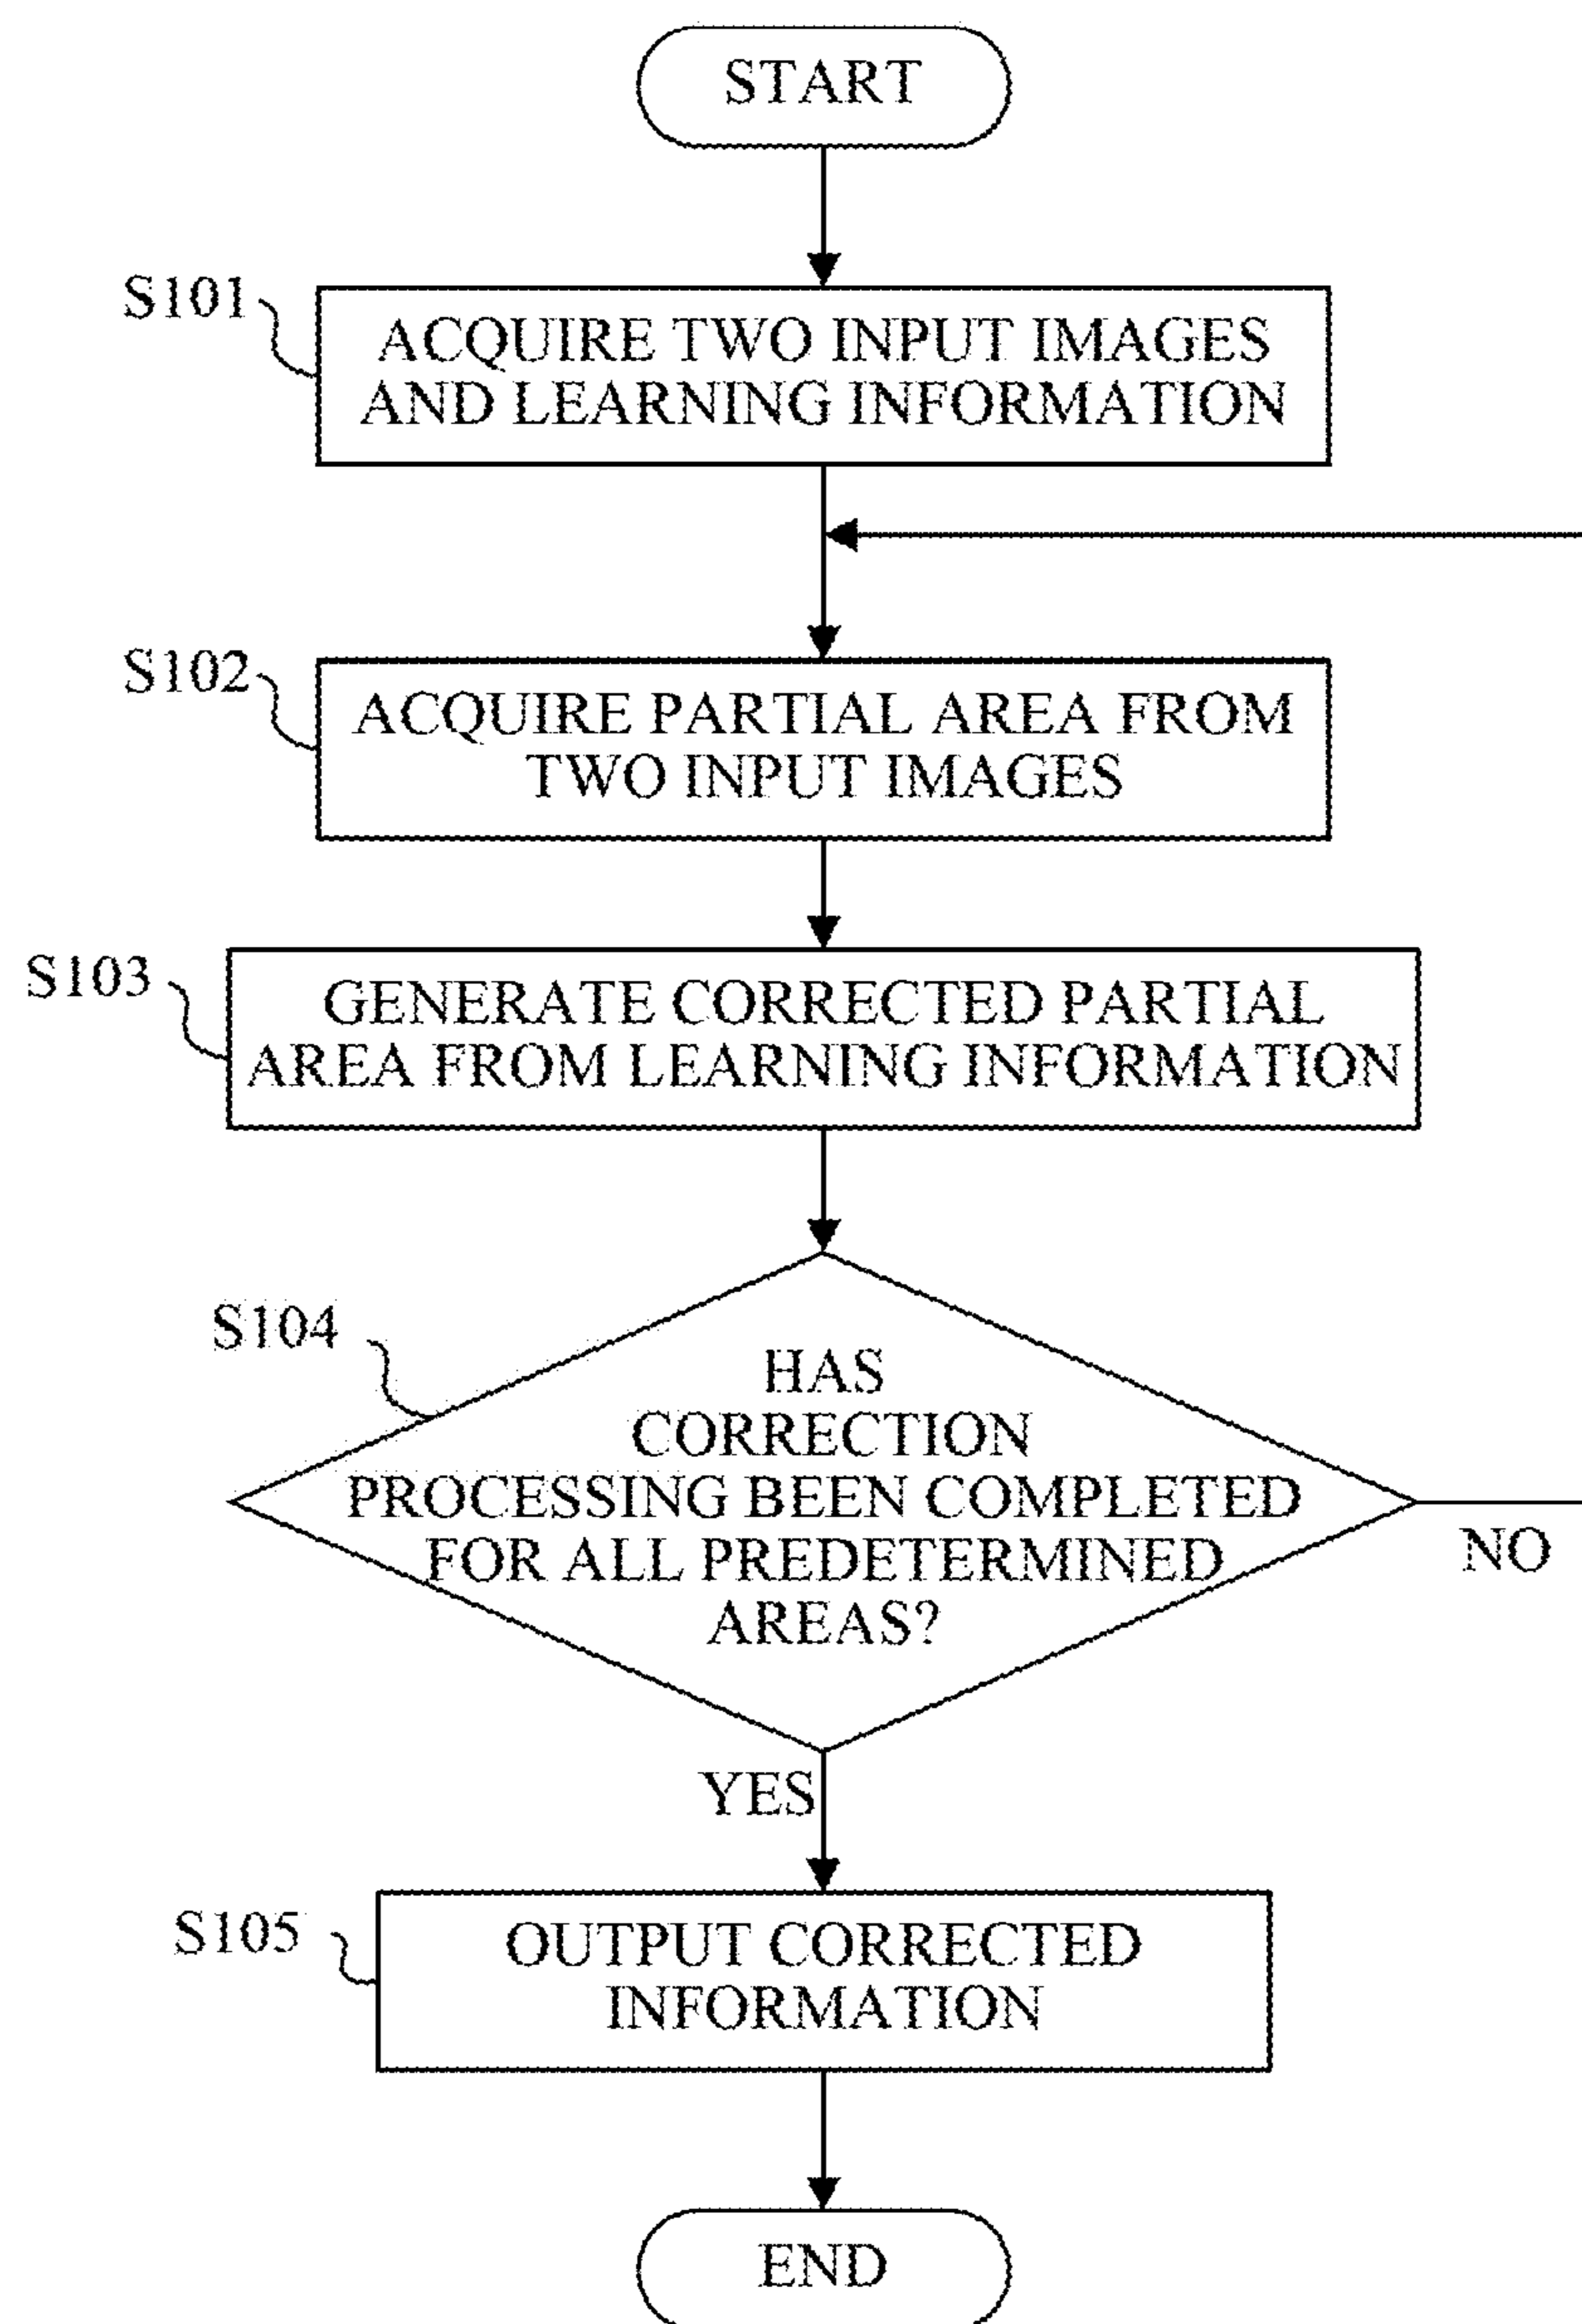 START
S101
ACQUIRE TWO INPUT IMAGES
AND LEARNING INFORMATION
S102
ACQUIRE PARTIAL AREA FROM
TWO INPUT IMAGES
S103
GENERATE CORRECTED PARTIAL
AREA FROM LEARNING INFORMATION
S104
HAS
CORRECTION
PROCESSING BEEN COMPLETED
FOR ALL PREDETERMINED
AREAS?
NO
YES
S105
OUTPUT CORRECTED
INFORMATION
END